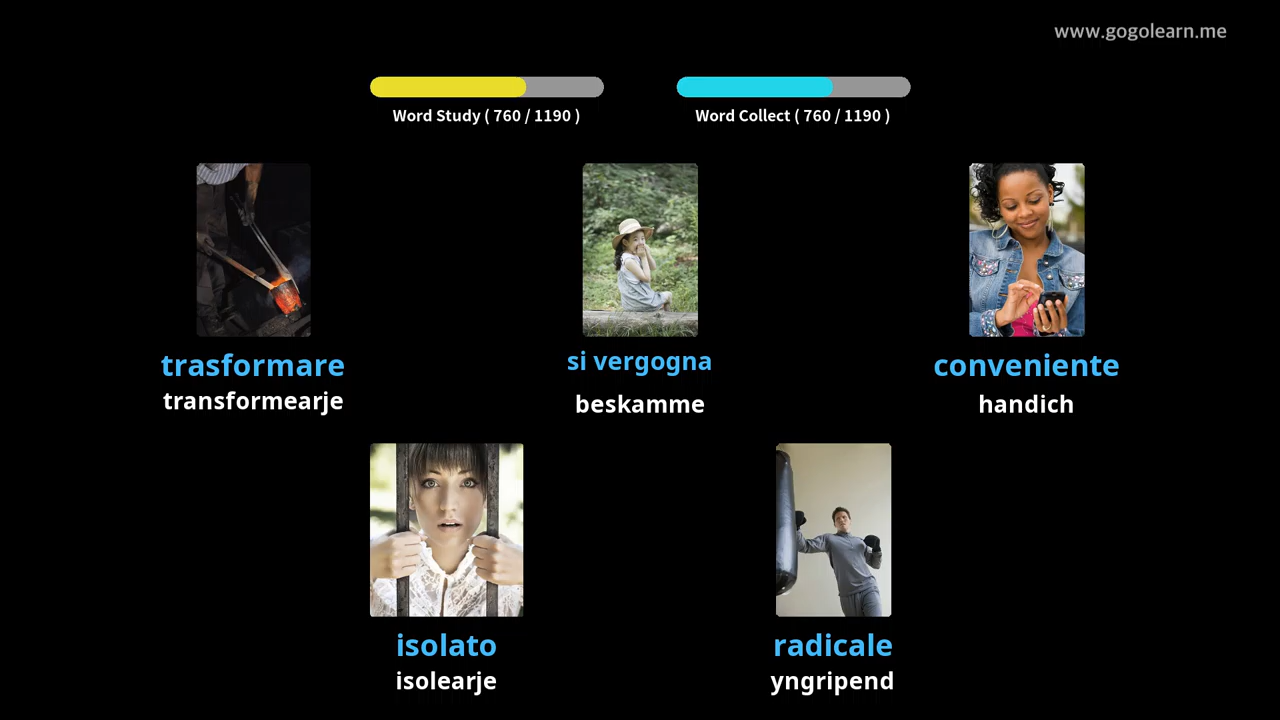 www.gogolearn.me
Word Study ( 760 / 1190 )
Word Collect ( 760 / 1190 )
trasformare
transformearje
si vergogna
beskamme
conveniente
handich
isolato
isolearje
radicale
yngripend